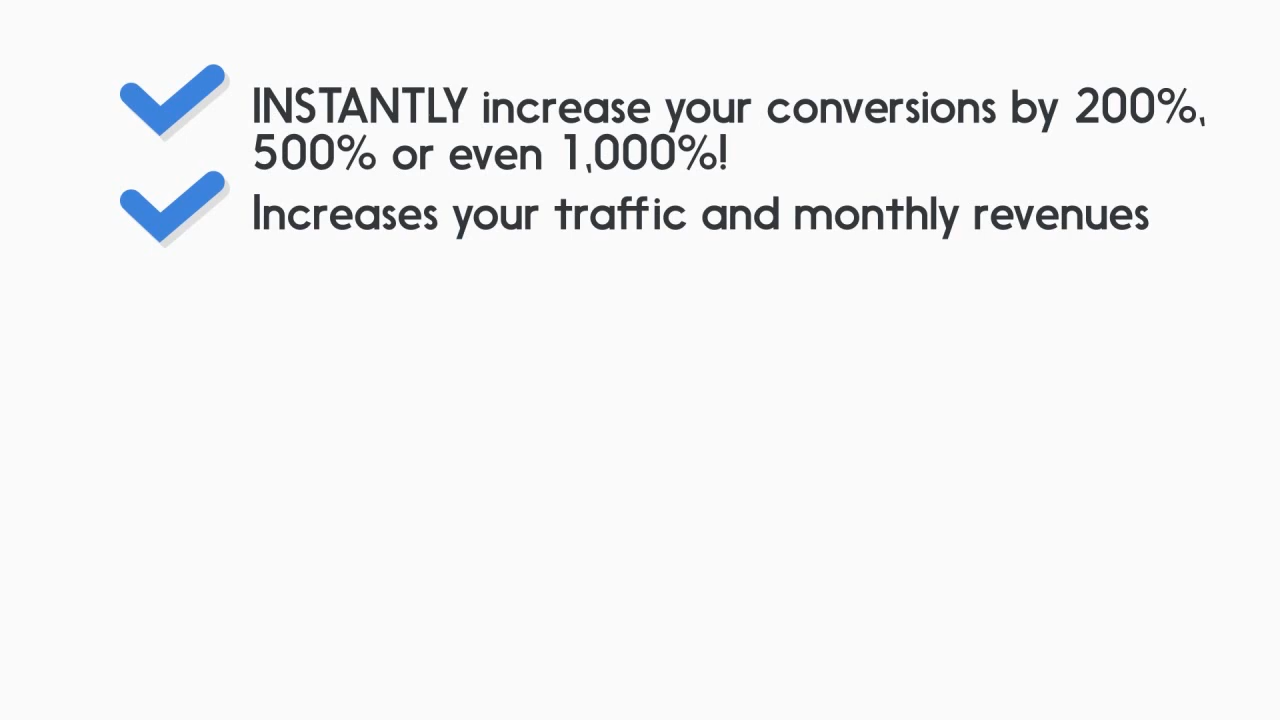 INSTANTLY increase your conversions by 200%,
500% or even 1,000%!
Increases your traffic and monthly revenues